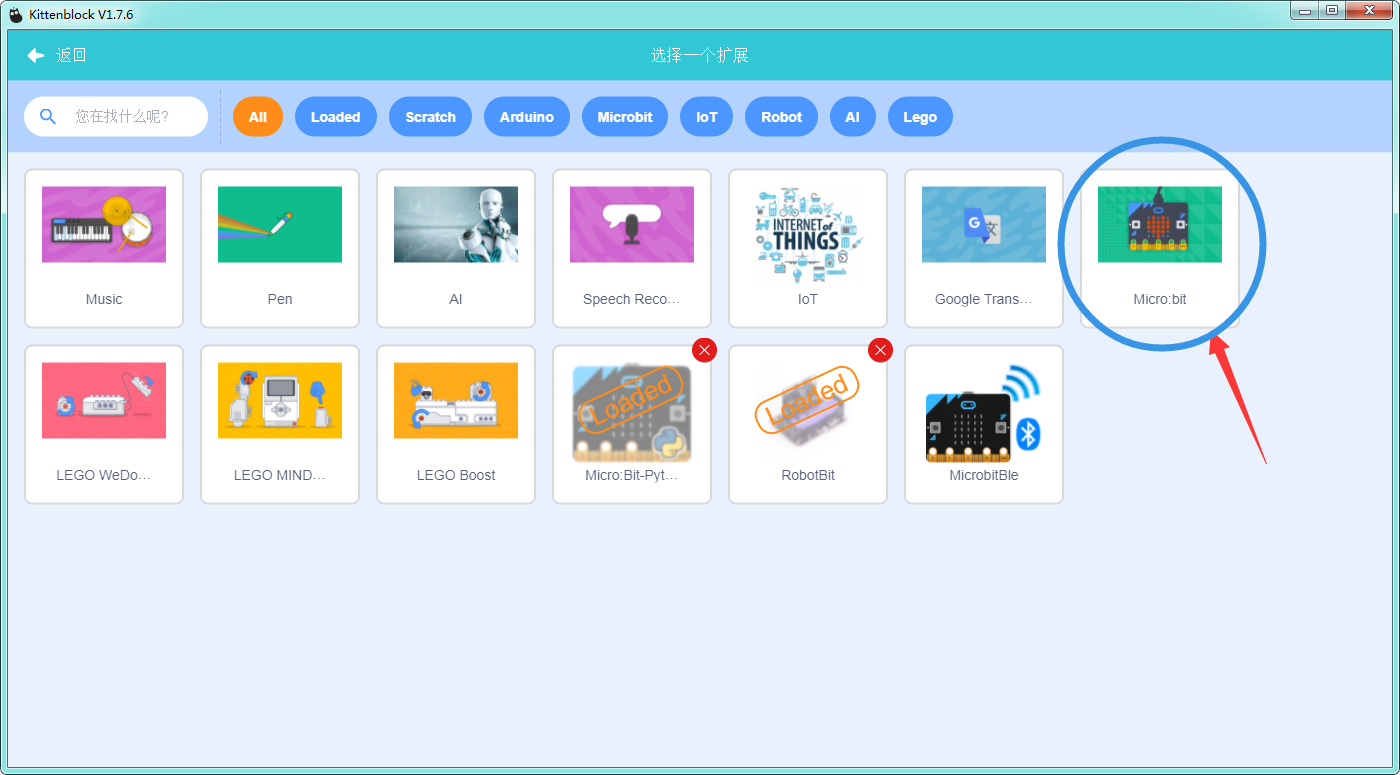 Kittenblock V1.7.6
返回
选择一个扩展
您在找什么呢?
All
Loaded
Scratch
Arduino
Microbit
IoT
Robot
AI
Lego
INTERNET of
THINGS
G 文
Music
Pen
AI
Speech Reco...
IoT
Google Trans...
Micro:bit
Loaded
Loaded
LEGO WeDo...
LEGO MIND...
LEGO Boost
Micro:Bit-Pyt...
RobotBit
MicrobitBle